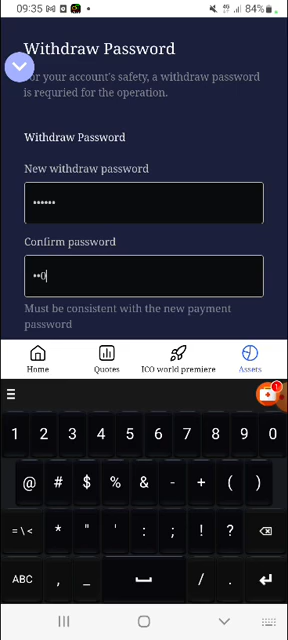 09:35 84%
Withdraw Password
For your account's safety, a withdraw password
is requried for the operation.
Withdraw Password
New withdraw password
••••••
Confirm password
••0
Must be consistent with the new payment
password
Home Quotes ICO world premiere Assets
1
1 2 3 4 5 6 7 8 9 0
@ # $ % & - + ( )
=\< * " ' : ; ! ?
ABC , _ / .